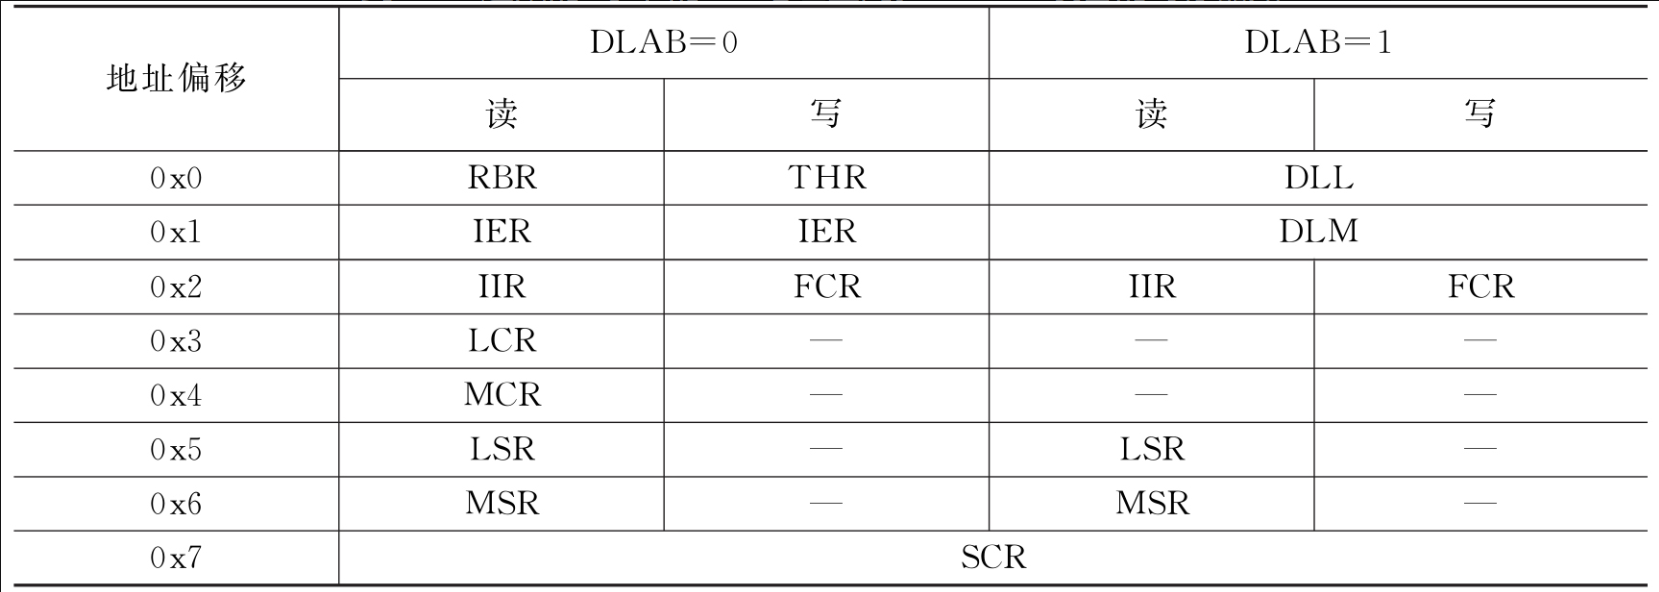 地址偏移 DLAB=0 DLAB=1
读 写 读 写
0x0 RBR THR DLL
0x1 IER IER DLM
0x2 IIR FCR IIR FCR
0x3 LCR — — —
0x4 MCR — — —
0x5 LSR — LSR —
0x6 MSR — MSR —
0x7 SCR